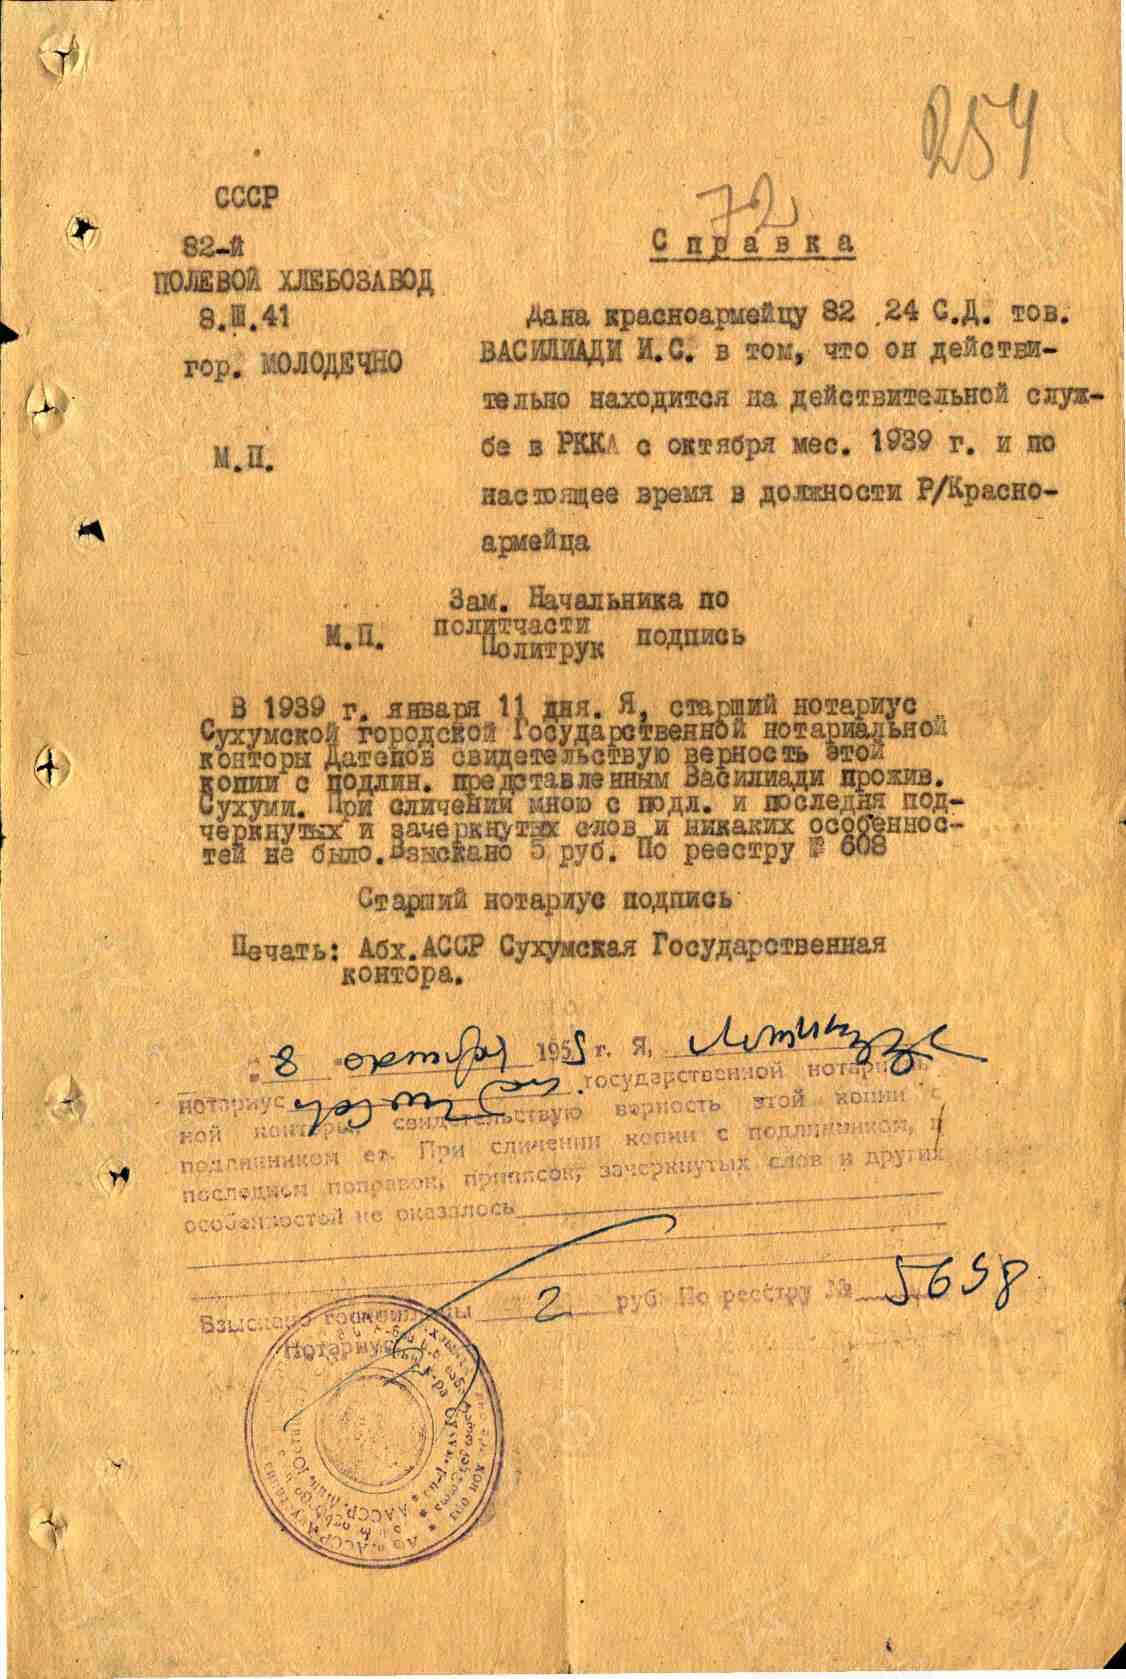 254
72
СССР
82-й
ПОЛЕВОЙ ХЛЕБОЗАВОД
8.III.41
гор. МОЛОДЕЧНО
М.П.
Справка
Дана красноармейцу 82 24 С.Д. тов.
ВАСИЛИАДИ И.С. в том, что он действи-
тельно находится на действительной служ-
бе в РККА с октября мес. 1939 г. и по
настоящее время в должности Р/Красно-
армейца
Зам. Начальника по
политчасти
М.П. Политрук подпись
В 1939 г. января 11 дня. Я, старший нотариус
Сухумской городской Государственной нотариальной
конторы Датепов свидетельствую верность этой
копии с подлин. представленным Василиади прожив.
Сухуми. При сличении мною с подл. и последня под-
черкнутых и зачеркнутых слов и никаких особеннос-
тей не было. Взыскано 5 руб. По реестру № 608
Старший нотариус подпись
Печать: Абх.АССР Сухумская Государственная
контора.
8 1955 г. Я,
нотариус государственной нотариаль
ной конторы, свидетельствую верность этой копии с
подлинником ее. При сличении копии с подлинником, в
последнем поправок, приписок, зачеркнутых слов и других
особенностей не оказалось
Взыскано госпошлины 2 руб. По реестру № 5698
Нотариус